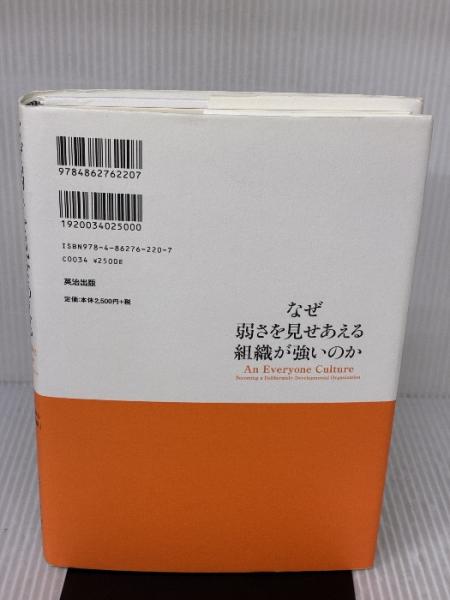 9784862762207
1920034025000
ISBN978-4-86276-220-7
C0034 ¥2500E
英治出版
定価:本体2,500円+税
なぜ
弱さを見せあえる
組織が強いのか
An Everyone Culture
Becoming a Deliberately Developmental Organization